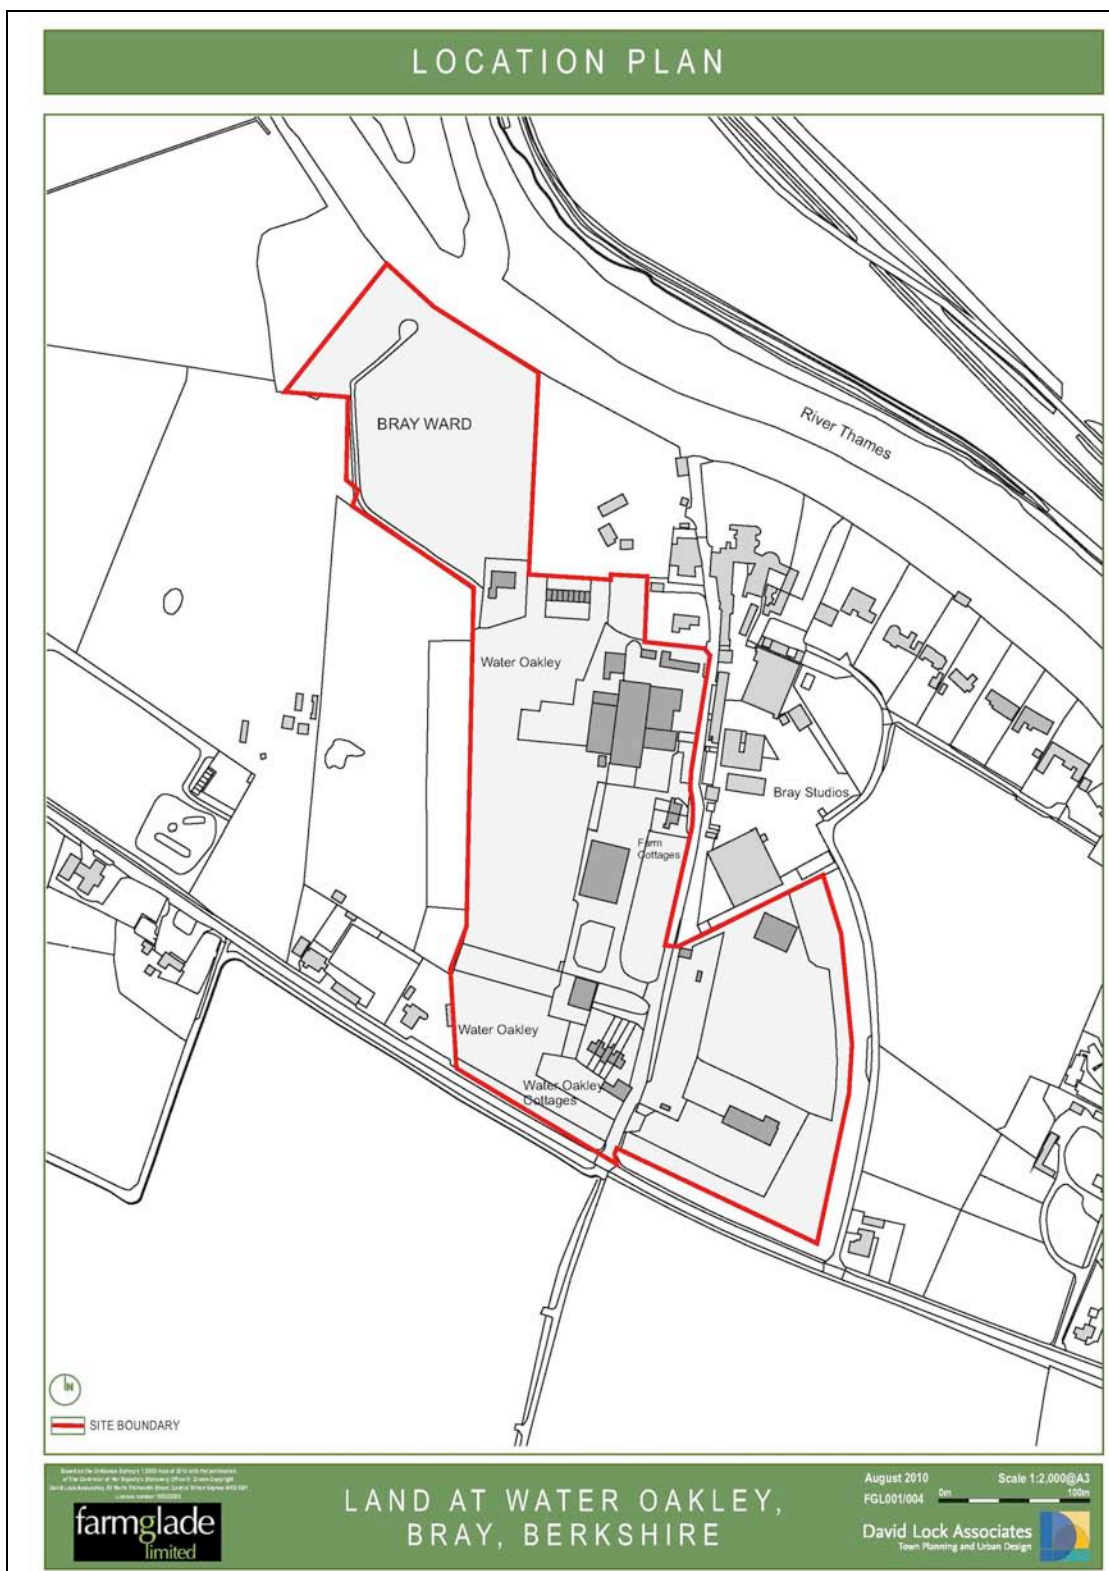 LOCATION PLAN
River Thames
BRAY WARD
Water Oakley
Bray Studios
Farm
Cottages
Water Oakley
Water Oakley
Cottages
N
SITE BOUNDARY
farmglade
limited
LAND AT WATER OAKLEY,
BRAY, BERKSHIRE
August 2010 Scale 1:2,000@A3
FGL001/004 0m 100m
David Lock Associates
Town Planning and Urban Design